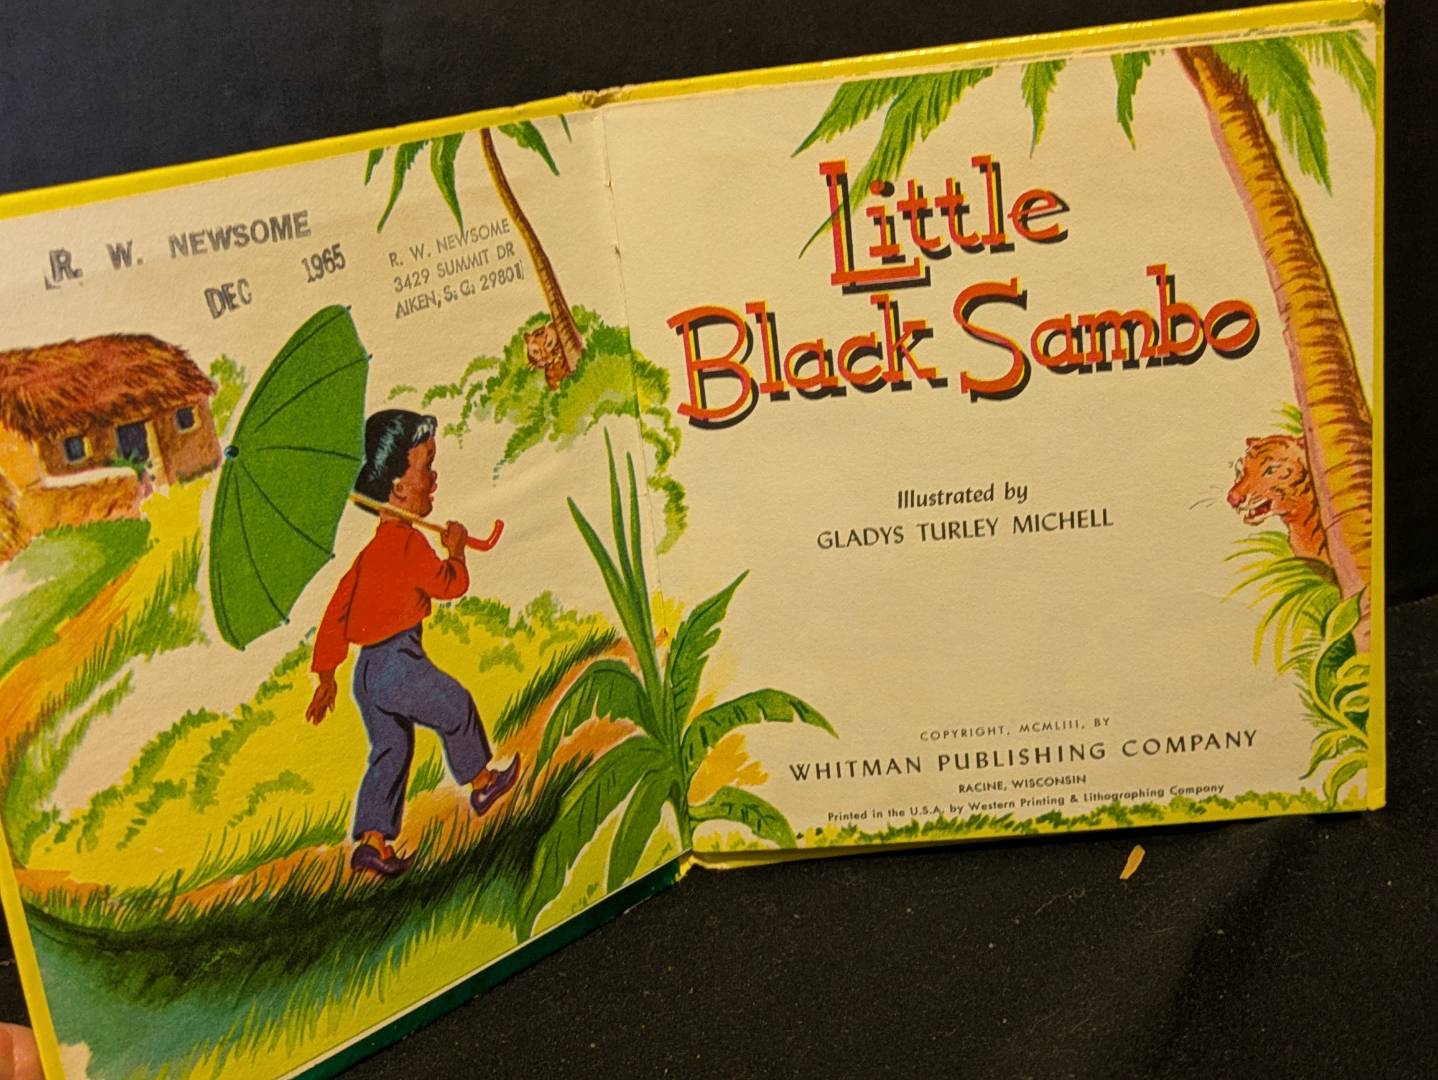 R. W. NEWSOME
DEC 1965
R. W. NEWSOME
3429 SUMMIT DR
AIKEN, S. C. 29801
Little
Black Sambo
Illustrated by
GLADYS TURLEY MICHELL
COPYRIGHT, MCMLIII, BY
WHITMAN PUBLISHING COMPANY
RACINE, WISCONSIN
Printed in the U.S.A. by Western Printing & Lithographing Company